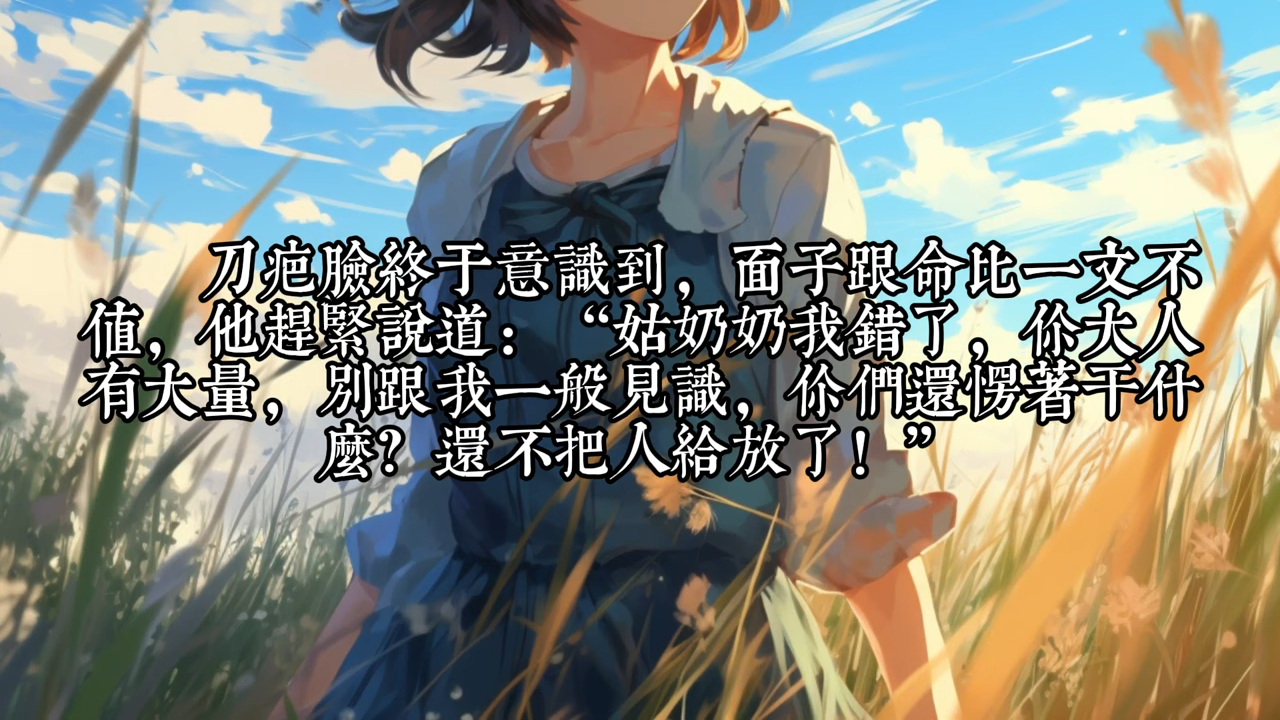 刀疤臉終于意識到，面子跟命比一文不
值，他趕緊說道：“姑奶奶我錯了，伱大人
有大量，別跟我一般見識，伱們還愣著干什
麼？還不把人給放了！”